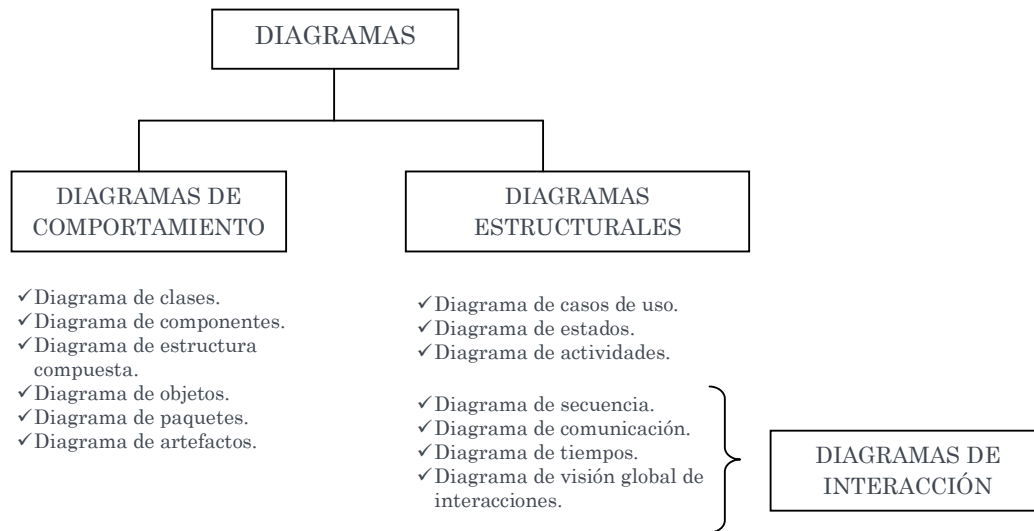 DIAGRAMAS
DIAGRAMAS DE
COMPORTAMIENTO
✓Diagrama de clases.
✓Diagrama de componentes.
✓Diagrama de estructura
compuesta.
✓Diagrama de objetos.
✓Diagrama de paquetes.
✓Diagrama de artefactos.
DIAGRAMAS
ESTRUCTURALES
✓Diagrama de casos de uso.
✓Diagrama de estados.
✓Diagrama de actividades.
✓Diagrama de secuencia.
✓Diagrama de comunicación.
✓Diagrama de tiempos.
✓Diagrama de visión global de
interacciones.
DIAGRAMAS DE
INTERACCIÓN